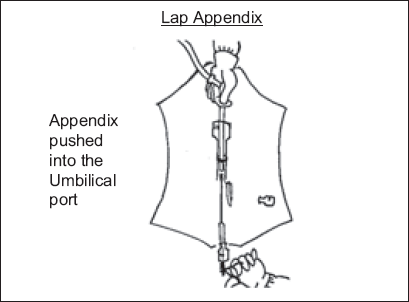 Lap Appendix
Appendix
pushed
into the
Umbilical
port